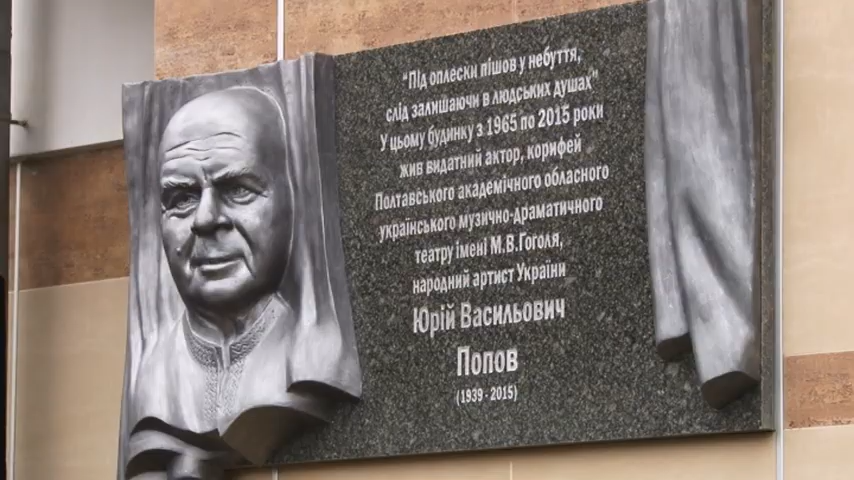 “Під оплески пішов у небуття,
слід залишаючи в людських душах”
У цьому будинку з 1965 по 2015 роки
жив видатний актор, корифей
Полтавського академічного обласного
українського музично-драматичного
театру імені М.В.Гоголя,
народний артист України
Юрій Васильович
Попов
(1939 - 2015)